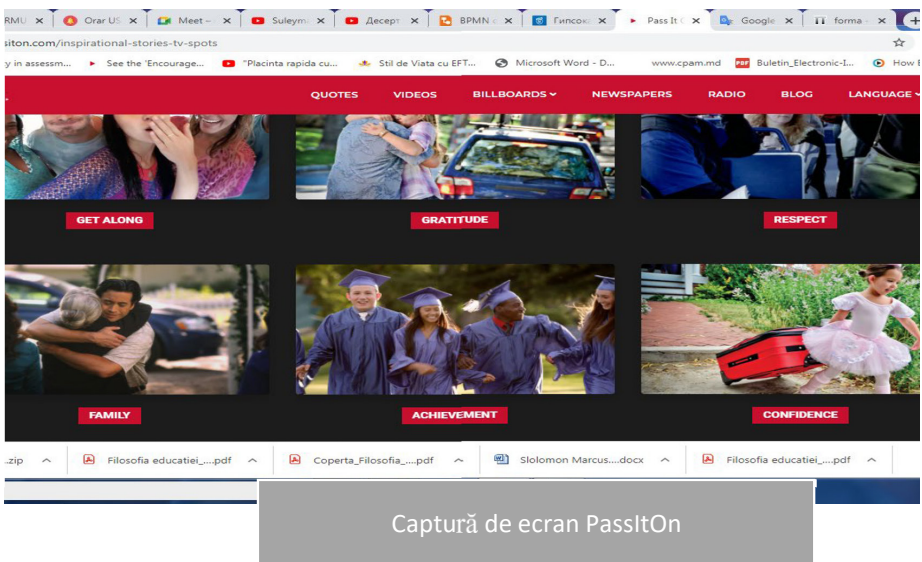 RMU Orar US Meet – Suleym Десерт BPMN Гипсок Pass It Google forma -
siton.com/inspirational-stories-tv-spots
y in assessm... See the 'Encourage... "Placinta rapida cu... Stil de Viata cu EFT... Microsoft Word - D... www.cpam.md PDF Buletin_Electronic-I... How E
QUOTES VIDEOS BILLBOARDS NEWSPAPERS RADIO BLOG LANGUAGE
GET ALONG GRATITUDE RESPECT
FAMILY ACHIEVEMENT CONFIDENCE
..zip Filosofia educatiei_....pdf Coperta_Filosofia_....pdf Slolomon Marcus....docx Filosofia educatiei_....pdf
Captură de ecran PassItOn